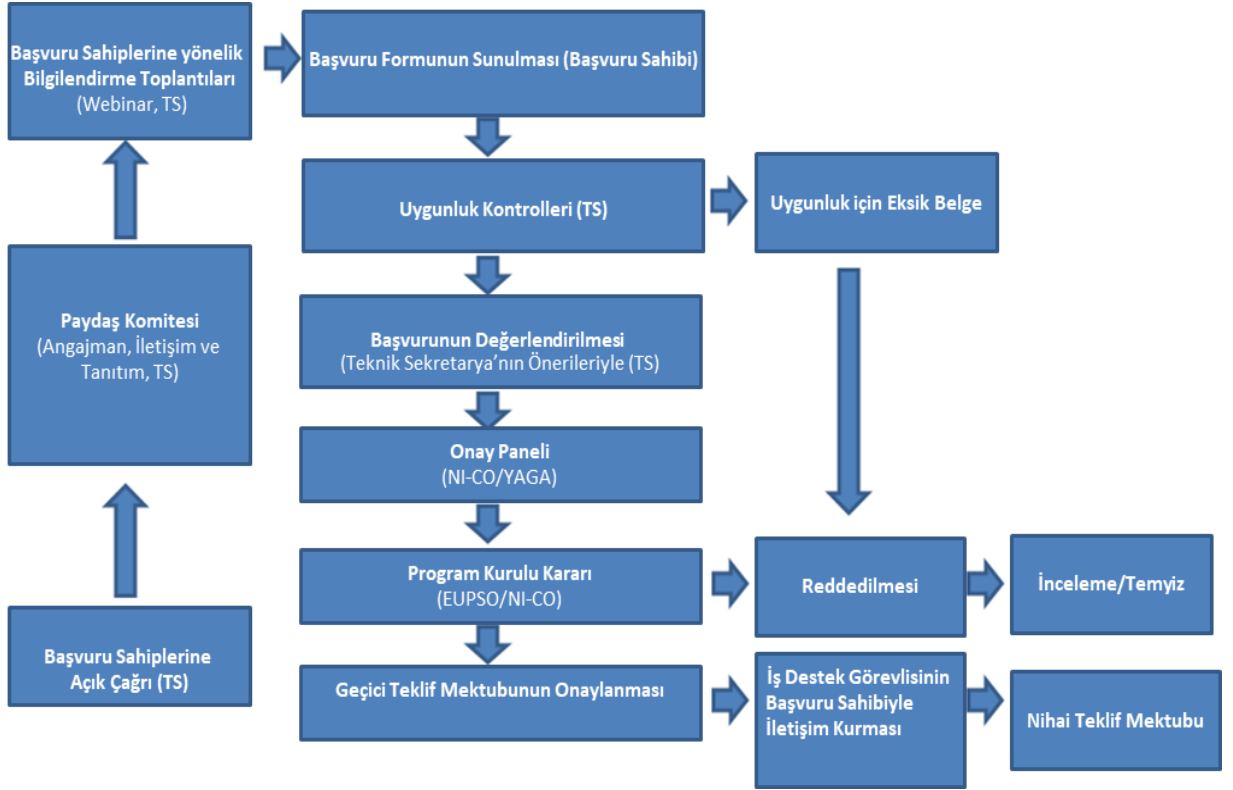 Başvuru Sahiplerine yönelik
Bilgilendirme Toplantıları
(Webinar, TS)
Başvuru Formunun Sunulması (Başvuru Sahibi)
Uygunluk Kontrolleri (TS)
Uygunluk için Eksik Belge
Paydaş Komitesi
(Angajman, İletişim ve
Tanıtım, TS)
Başvurunun Değerlendirilmesi
(Teknik Sekretarya’nın Önerileriyle (TS)
Onay Paneli
(NI-CO/YAGA)
Program Kurulu Kararı
(EUPSO/NI-CO)
Reddedilmesi
İnceleme/Temyiz
Başvuru Sahiplerine
Açık Çağrı (TS)
Geçici Teklif Mektubunun Onaylanması
İş Destek Görevlisinin
Başvuru Sahibiyle
İletişim Kurması
Nihai Teklif Mektubu